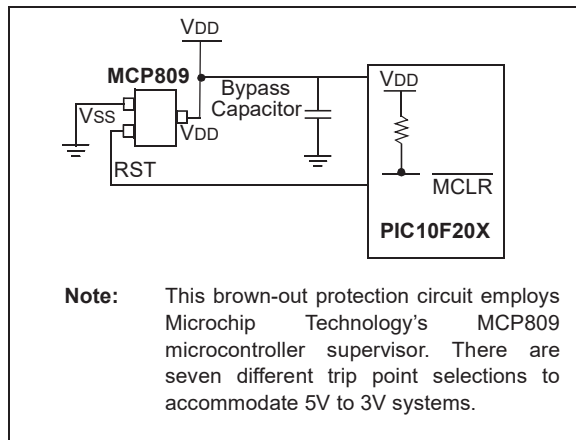 VDD
MCP809
Bypass
Capacitor
VDD
VSS
VDD
RST
MCLR
PIC10F20X
Note: This brown-out protection circuit employs
Microchip Technology's MCP809
microcontroller supervisor. There are
seven different trip point selections to
accommodate 5V to 3V systems.